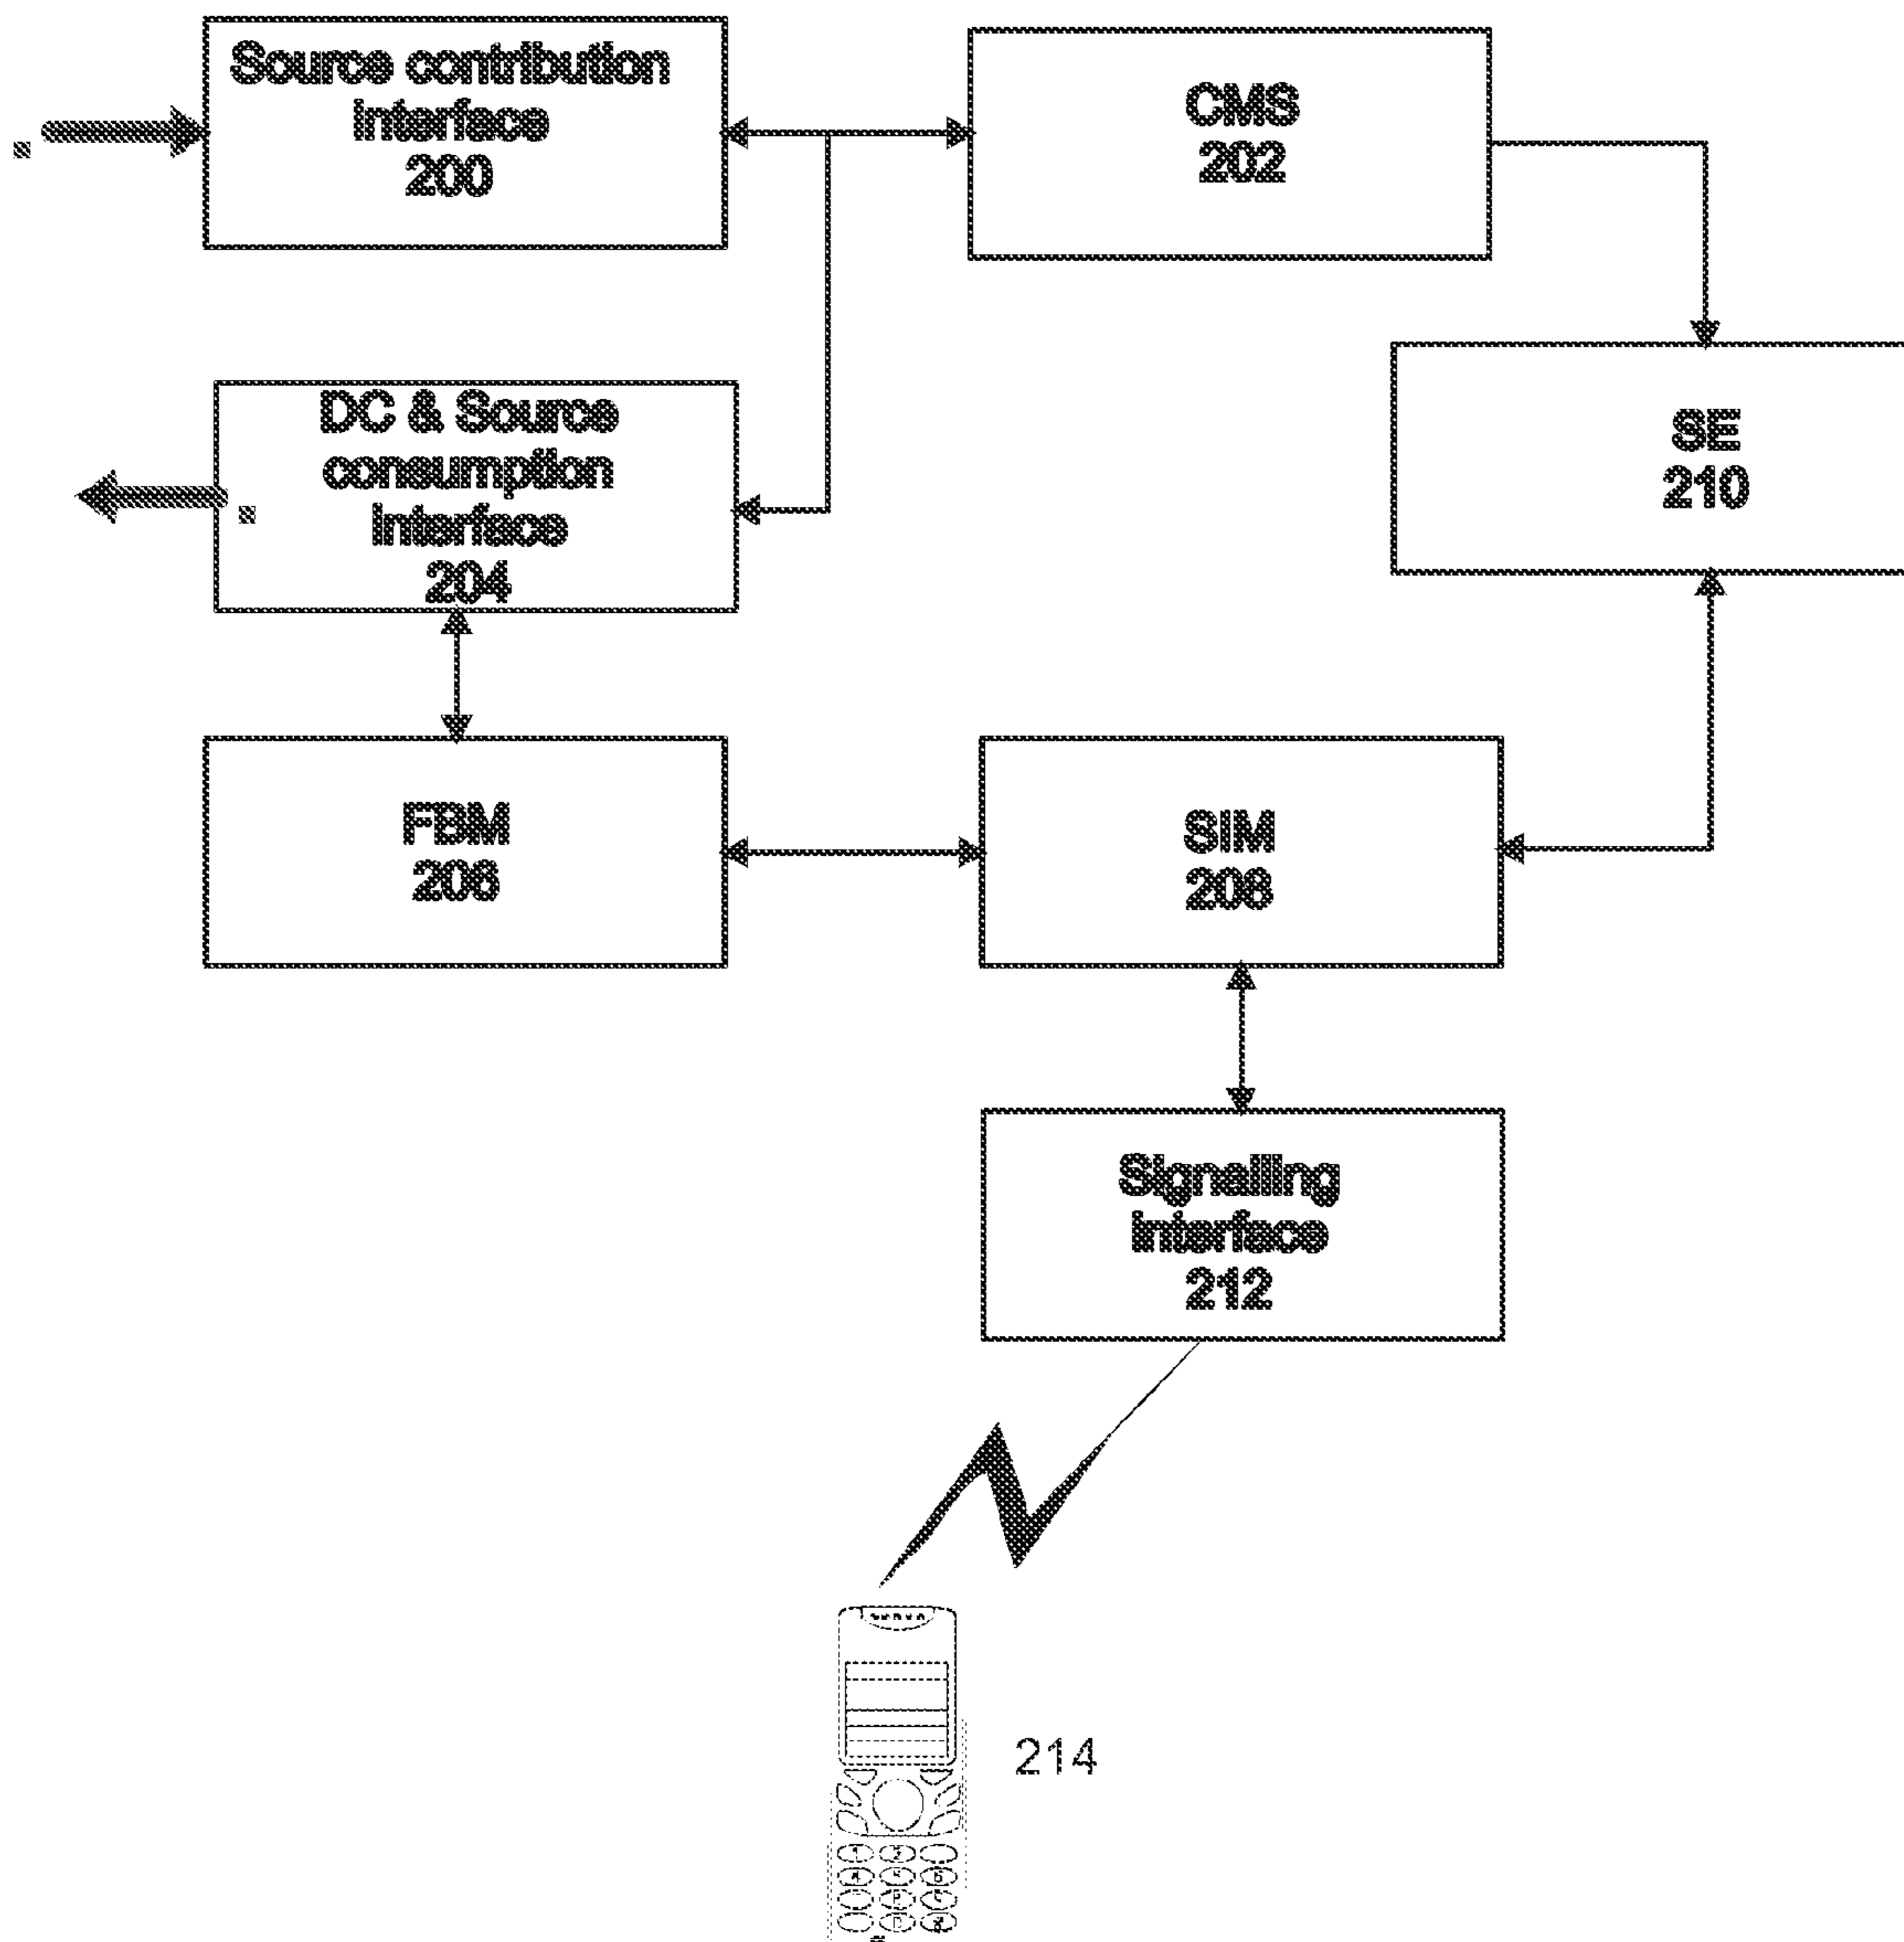 Source contribution
interface
200
CMS
202
DC & Source
consumption
interface
204
SE
210
FBM
206
SIM
208
Signalling
interface
212
214